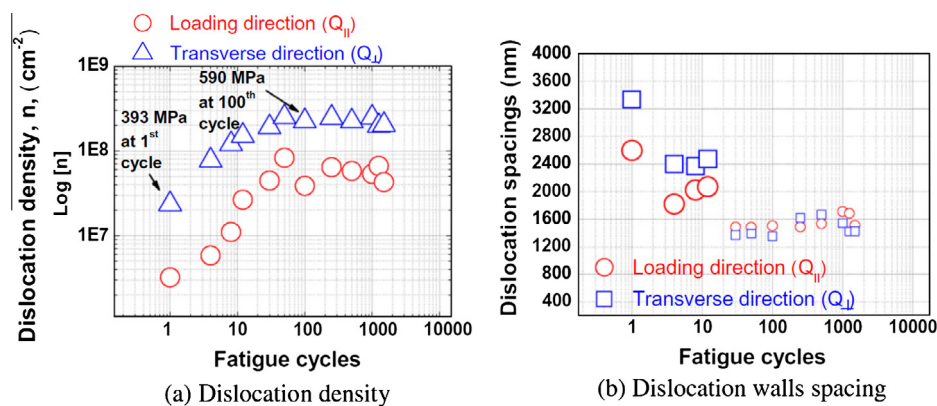 Loading direction (Q||)
Transverse direction (Q⊥)
Dislocation density, n, (cm⁻²)
Log [n]
1E9
1E8
1E7
393 MPa
at 1st
cycle
590 MPa
at 100th
cycle
1 10 100 1000 10000
Fatigue cycles
(a) Dislocation density
Dislocation spacings (nm)
4000
3600
3200
2800
2400
2000
1600
1200
800
400
Loading direction (Q||)
Transverse direction (Q⊥)
1 10 100 1000 10000
Fatigue cycles
(b) Dislocation walls spacing